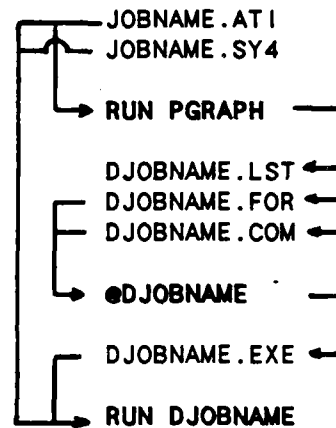 JOBNAME.ATI
JOBNAME.SY4
RUN PGRAPH
DJOBNAME.LST
DJOBNAME.FOR
DJOBNAME.COM
@DJOBNAME
DJOBNAME.EXE
RUN DJOBNAME